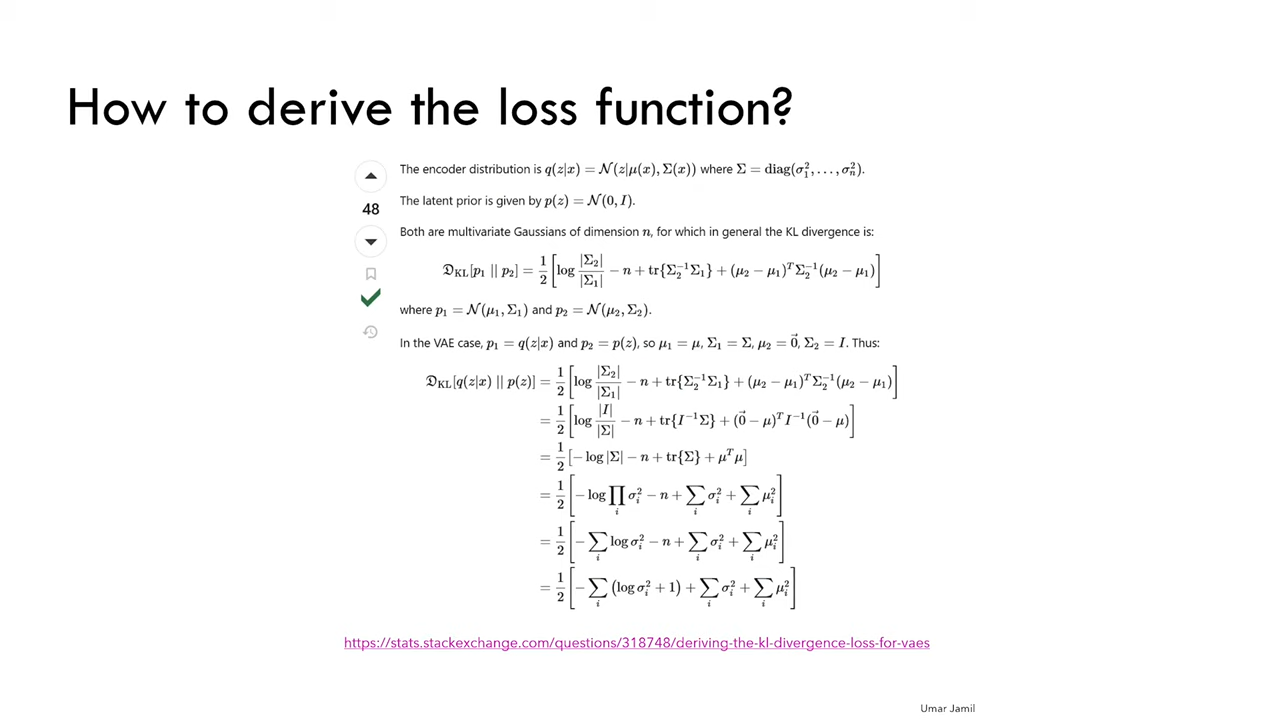 How to derive the loss function?
The encoder distribution is q(z|x) = 𝒩(z|μ(x), Σ(x)) where Σ = diag(σ₁², …, σₙ²).
48
The latent prior is given by p(z) = 𝒩(0, I).
Both are multivariate Gaussians of dimension n, for which in general the KL divergence is:
𝔇_KL[p₁ || p₂] = 1/2 [log |Σ₂|/|Σ₁| − n + tr{Σ₂⁻¹Σ₁} + (μ₂ − μ₁)ᵀΣ₂⁻¹(μ₂ − μ₁)]
where p₁ = 𝒩(μ₁, Σ₁) and p₂ = 𝒩(μ₂, Σ₂).
In the VAE case, p₁ = q(z|x) and p₂ = p(z), so μ₁ = μ, Σ₁ = Σ, μ₂ = 0⃗, Σ₂ = I. Thus:
𝔇_KL[q(z|x) || p(z)] = 1/2 [log |Σ₂|/|Σ₁| − n + tr{Σ₂⁻¹Σ₁} + (μ₂ − μ₁)ᵀΣ₂⁻¹(μ₂ − μ₁)]
= 1/2 [log |I|/|Σ| − n + tr{I⁻¹Σ} + (0⃗ − μ)ᵀI⁻¹(0⃗ − μ)]
= 1/2 [− log |Σ| − n + tr{Σ} + μᵀμ]
= 1/2 [− log ∏ᵢ σᵢ² − n + ∑ᵢ σᵢ² + ∑ᵢ μᵢ²]
= 1/2 [− ∑ᵢ log σᵢ² − n + ∑ᵢ σᵢ² + ∑ᵢ μᵢ²]
= 1/2 [− ∑ᵢ (log σᵢ² + 1) + ∑ᵢ σᵢ² + ∑ᵢ μᵢ²]
https://stats.stackexchange.com/questions/318748/deriving-the-kl-divergence-loss-for-vaes
Umar Jamil